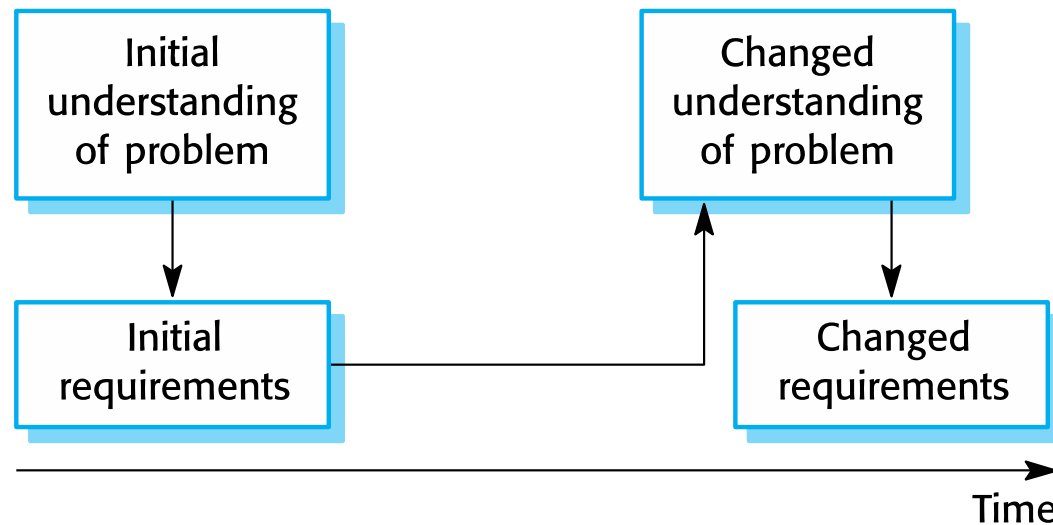 Initial
understanding
of problem
Changed
understanding
of problem
Initial
requirements
Changed
requirements
Time